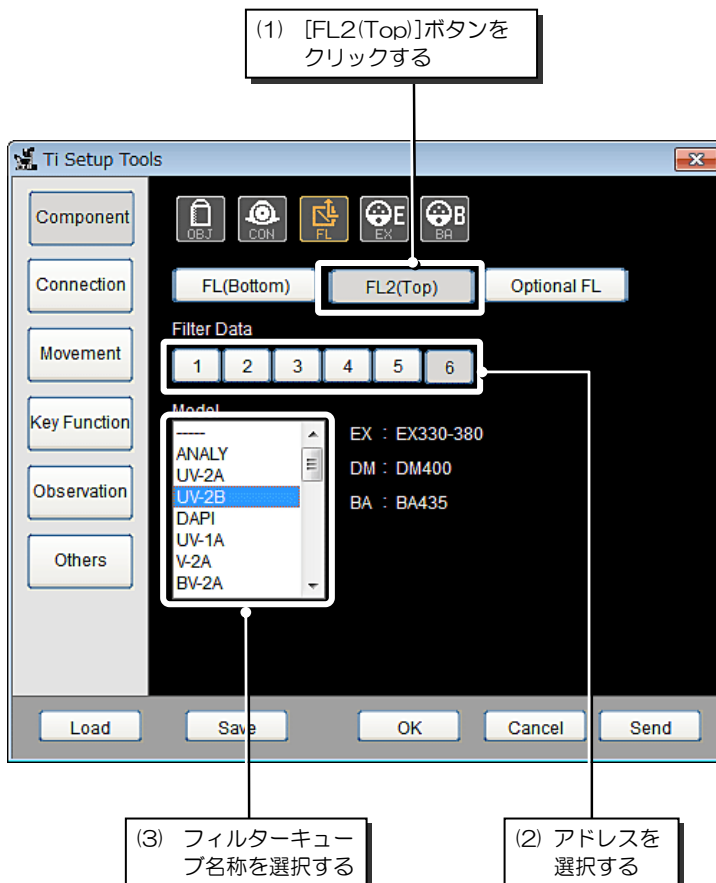 (1) [FL2(Top)]ボタンを
クリックする
Ti Setup Tools
Component
Connection
Movement
Key Function
Observation
Others
OBJ
CON
FL
E
EX
B
BA
FL(Bottom)
FL2(Top)
Optional FL
Filter Data
1 2 3 4 5 6
Model
-----
ANALY
UV-2A
UV-2B
DAPI
UV-1A
V-2A
BV-2A
EX : EX330-380
DM : DM400
BA : BA435
Load
Save
OK
Cancel
Send
(3) フィルターキュー
ブ名称を選択する
(2) アドレスを
選択する